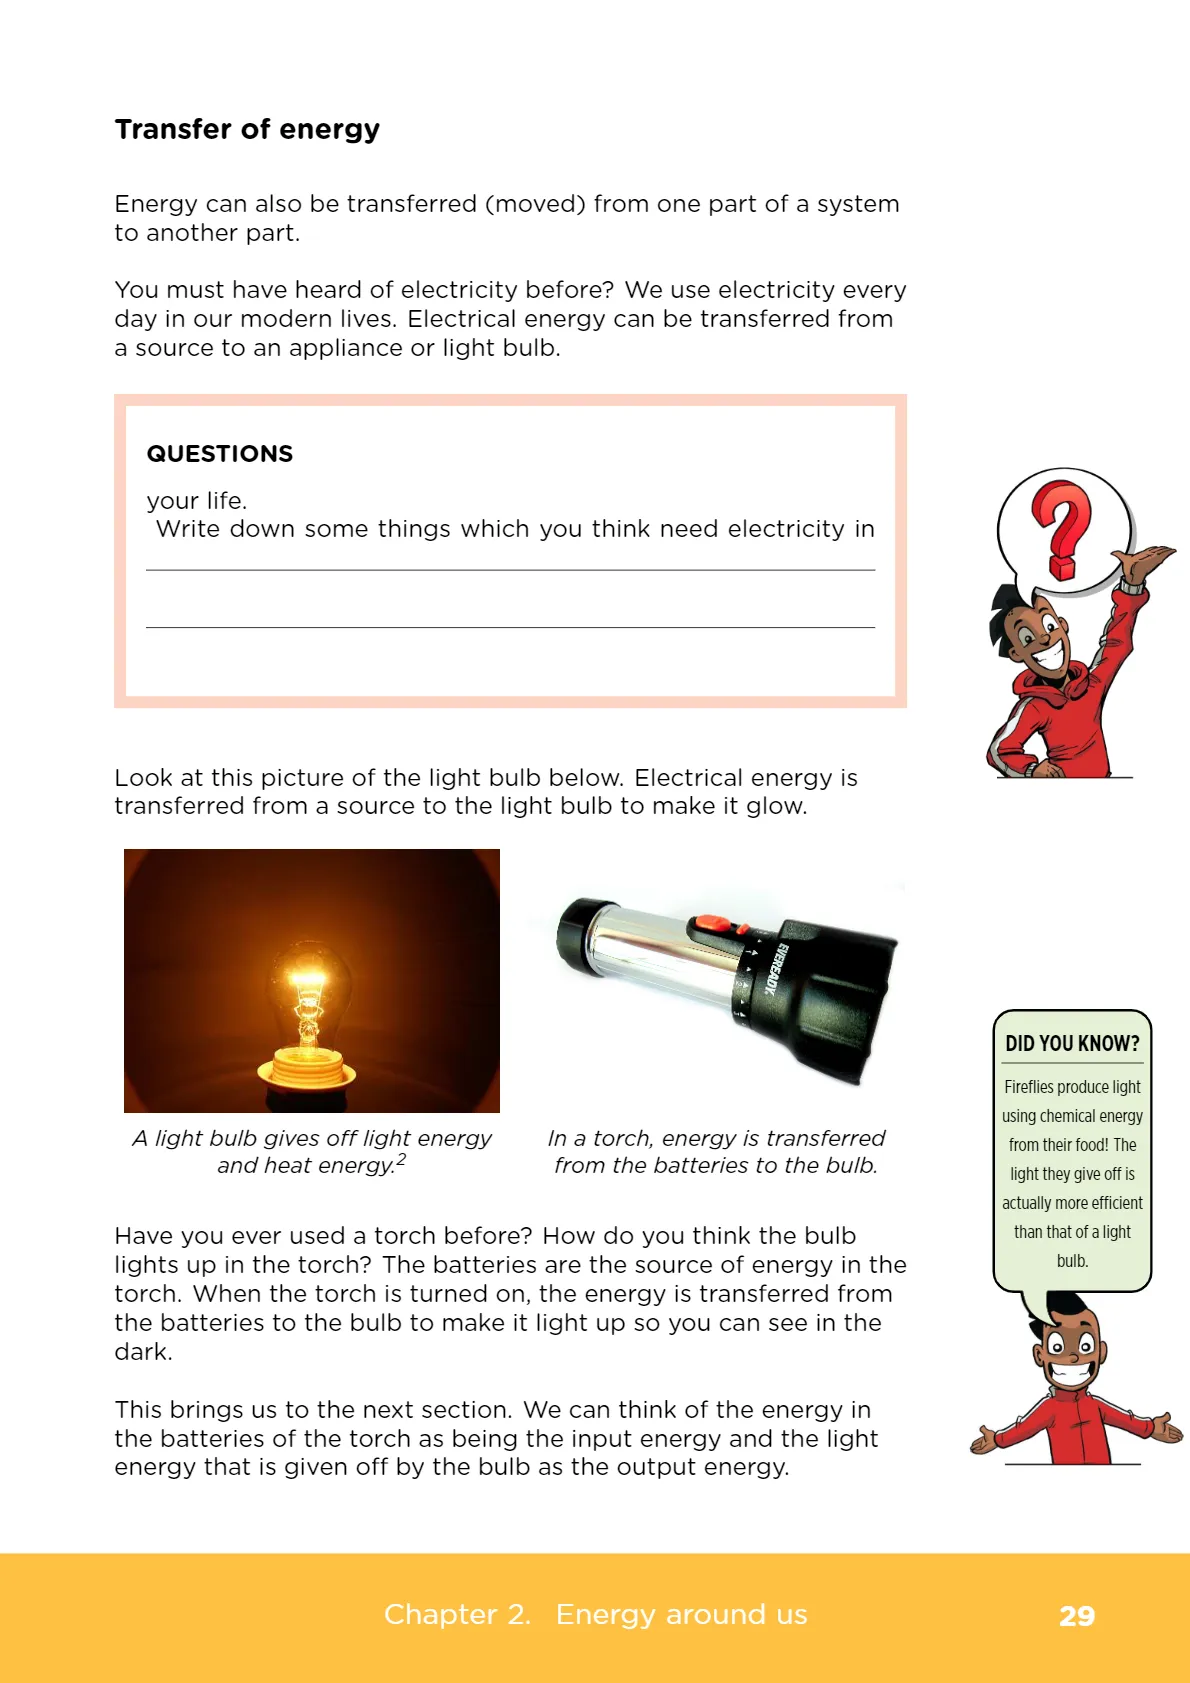 Transfer of energy
Energy can also be transferred (moved) from one part of a system
to another part.
You must have heard of electricity before? We use electricity every
day in our modern lives. Electrical energy can be transferred from
a source to an appliance or light bulb.
QUESTIONS
your life.
Write down some things which you think need electricity in
?
Look at this picture of the light bulb below. Electrical energy is
transferred from a source to the light bulb to make it glow.
EVEREADY
A light bulb gives off light energy
and heat energy.2
In a torch, energy is transferred
from the batteries to the bulb.
DID YOU KNOW?
Fireflies produce light
using chemical energy
from their food! The
light they give off is
actually more efficient
than that of a light
bulb.
Have you ever used a torch before? How do you think the bulb
lights up in the torch? The batteries are the source of energy in the
torch. When the torch is turned on, the energy is transferred from
the batteries to the bulb to make it light up so you can see in the
dark.
This brings us to the next section. We can think of the energy in
the batteries of the torch as being the input energy and the light
energy that is given off by the bulb as the output energy.
Chapter 2. Energy around us
29